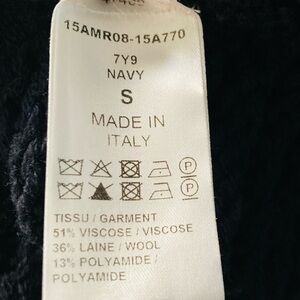 15AMR08-15A770
7Y9
NAVY
S
MADE IN
ITALY
P
P
TISSU / GARMENT
51% VISCOSE / VISCOSE
36% LAINE / WOOL
13% POLYAMIDE /
POLYAMIDE